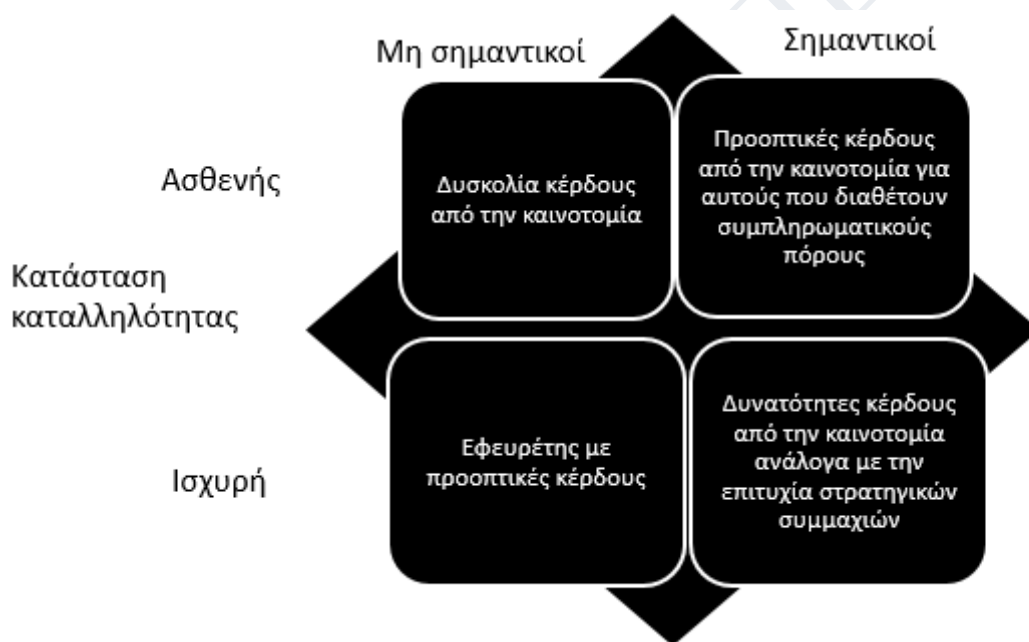 Μη σημαντικοί
Σημαντικοί
Ασθενής
Δυσκολία κέρδους
από την καινοτομία
Προοπτικές κέρδους
από την καινοτομία για
αυτούς που διαθέτουν
συμπληρωματικούς
πόρους
Κατάσταση
καταλληλότητας
Ισχυρή
Εφευρέτης με
προοπτικές κέρδους
Δυνατότητες κέρδους
από την καινοτομία
ανάλογα με την
επιτυχία στρατηγικών
συμμαχιών